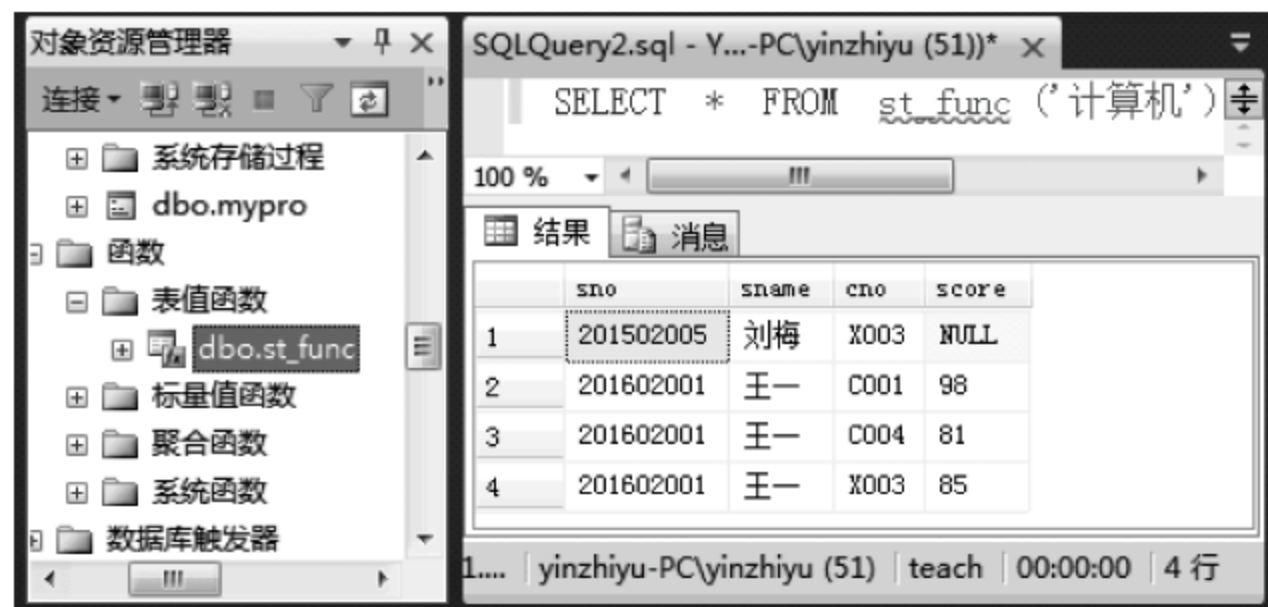 对象资源管理器
连接
系统存储过程
dbo.mypro
函数
表值函数
dbo.st_func
标量值函数
聚合函数
系统函数
数据库触发器
SQLQuery2.sql - Y...-PC\yinzhiyu (51))*
SELECT * FROM st_func ('计算机')
100 %
结果 消息
sno sname cno score
1 201502005 刘梅 X003 NULL
2 201602001 王一 C001 98
3 201602001 王一 C004 81
4 201602001 王一 X003 85
1.... yinzhiyu-PC\yinzhiyu (51) teach 00:00:00 4 行